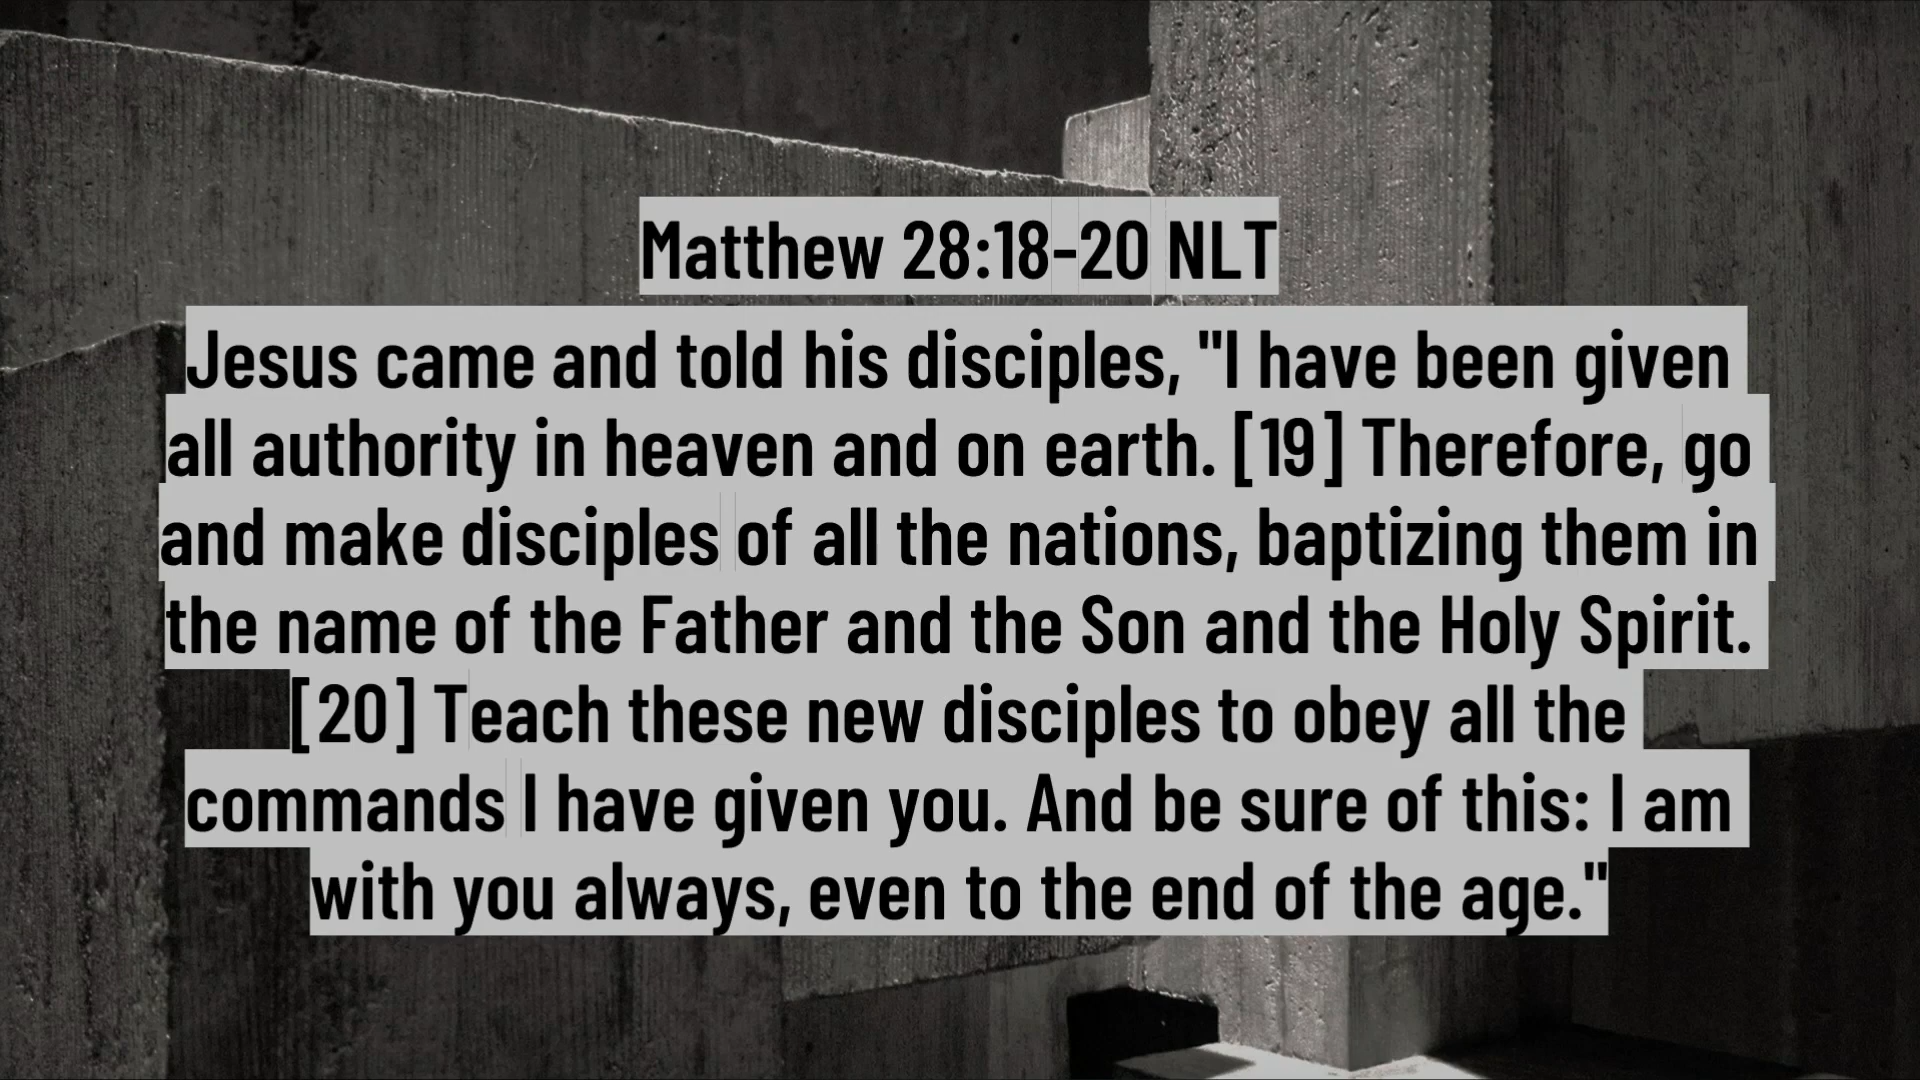 Matthew 28:18-20 NLT
Jesus came and told his disciples, "I have been given
all authority in heaven and on earth. [19] Therefore, go
and make disciples of all the nations, baptizing them in
the name of the Father and the Son and the Holy Spirit.
[20] Teach these new disciples to obey all the
commands I have given you. And be sure of this: I am
with you always, even to the end of the age."